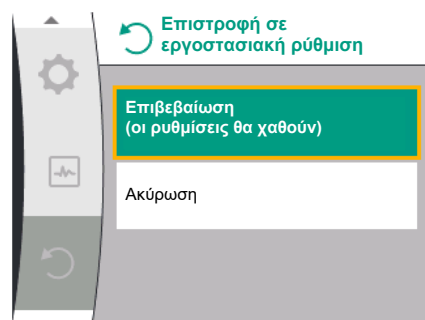 Επιστροφή σε
εργοστασιακή ρύθμιση
Επιβεβαίωση
(οι ρυθμίσεις θα χαθούν)
Ακύρωση